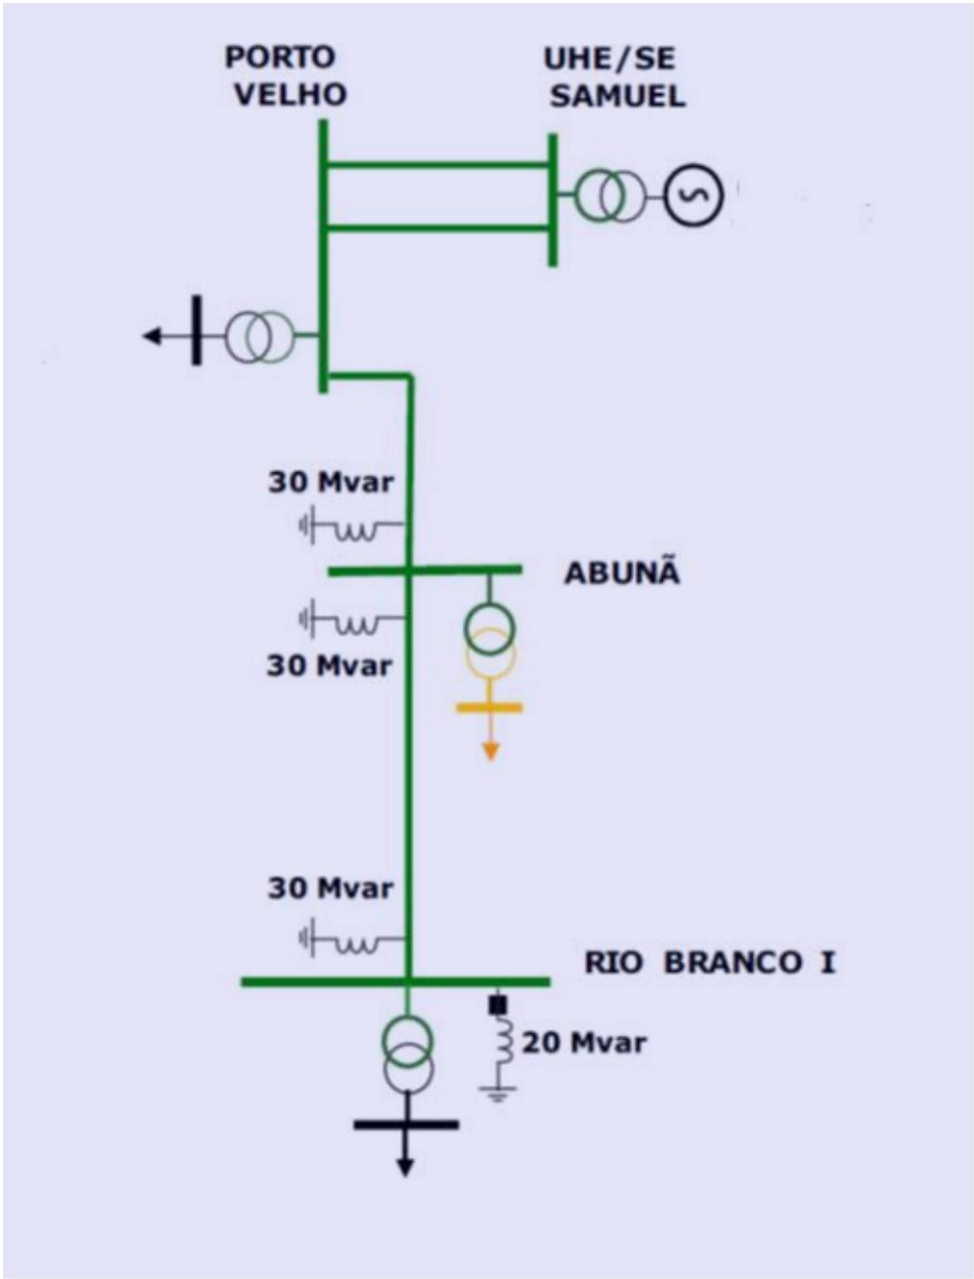 PORTO
VELHO
UHE/SE
SAMUEL
30 Mvar
ABUNÃ
30 Mvar
30 Mvar
RIO BRANCO I
20 Mvar